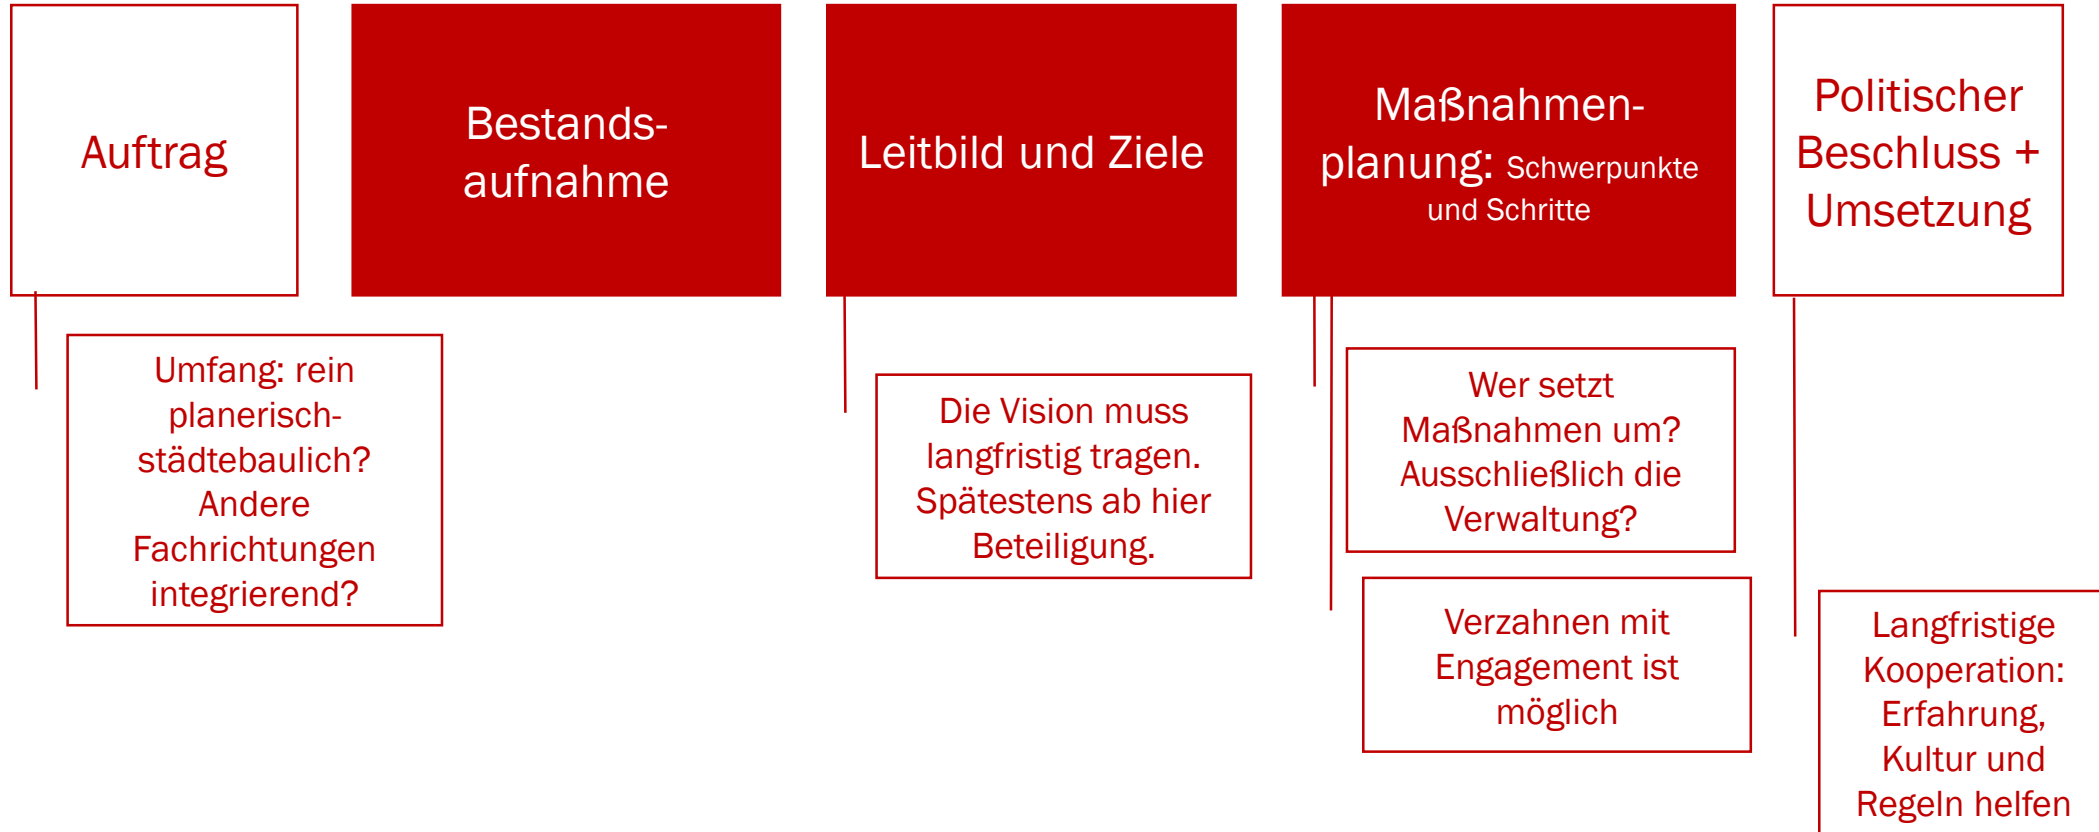 Auftrag
Bestands-
aufnahme
Leitbild und Ziele
Maßnahmen-
planung: Schwerpunkte
und Schritte
Politischer
Beschluss +
Umsetzung
Umfang: rein
planerisch-
städtebaulich?
Andere
Fachrichtungen
integrierend?
Die Vision muss
langfristig tragen.
Spätestens ab hier
Beteiligung.
Wer setzt
Maßnahmen um?
Ausschließlich die
Verwaltung?
Verzahnen mit
Engagement ist
möglich
Langfristige
Kooperation:
Erfahrung,
Kultur und
Regeln helfen